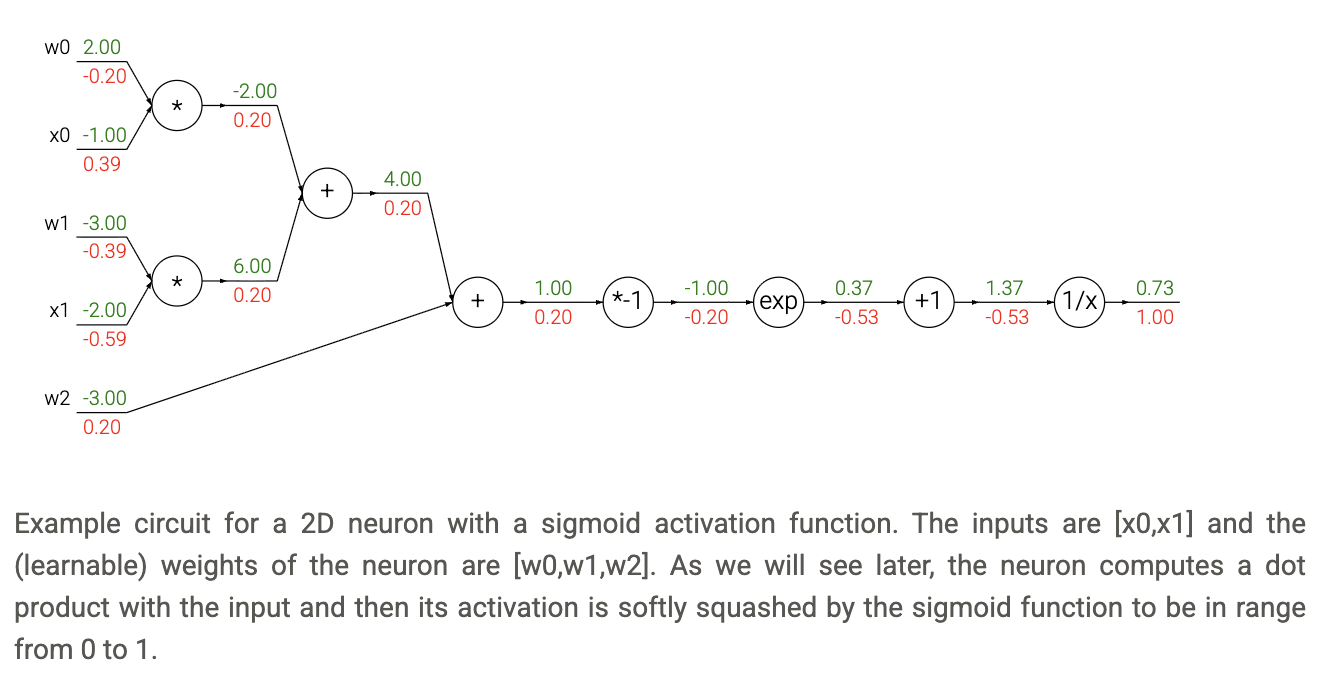 w0 2.00
-0.20
* -2.00
0.20
x0 -1.00
0.39
+ 4.00
0.20
w1 -3.00
-0.39
* 6.00
0.20
x1 -2.00
-0.59
+ 1.00 *-1 -1.00 exp 0.37 +1 1.37 1/x 0.73
0.20 -0.20 -0.53 -0.53 1.00
w2 -3.00
0.20
Example circuit for a 2D neuron with a sigmoid activation function. The inputs are [x0,x1] and the
(learnable) weights of the neuron are [w0,w1,w2]. As we will see later, the neuron computes a dot
product with the input and then its activation is softly squashed by the sigmoid function to be in range
from 0 to 1.